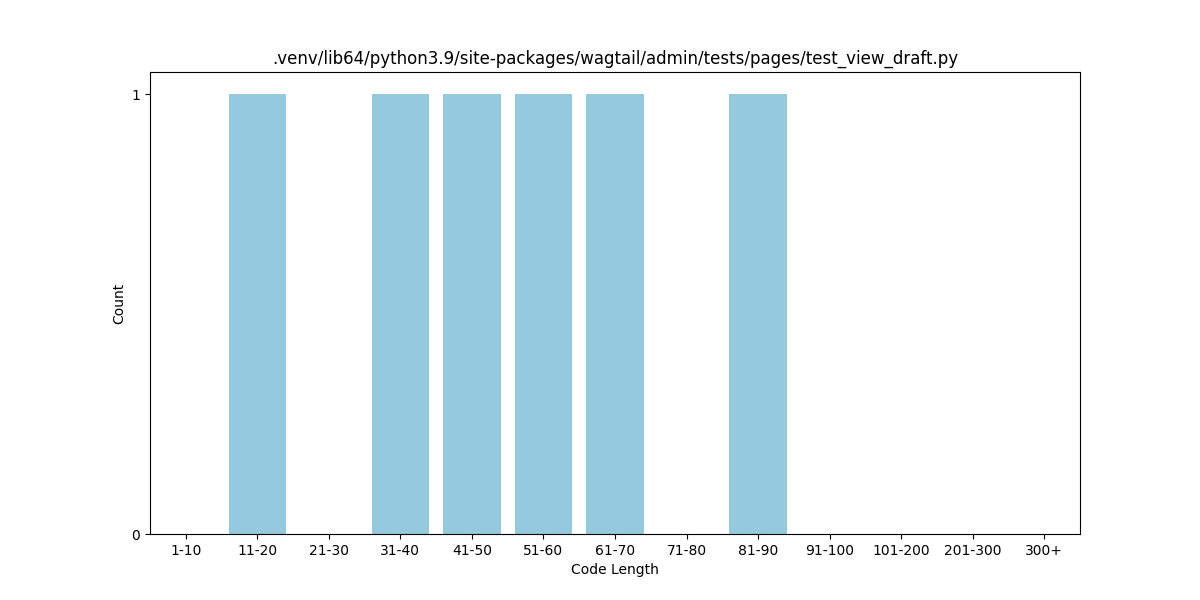 .venv/lib64/python3.9/site-packages/wagtail/admin/tests/pages/test_view_draft.py
1
Count
0
1-10 11-20 21-30 31-40 41-50 51-60 61-70 71-80 81-90 91-100 101-200 201-300 300+
Code Length